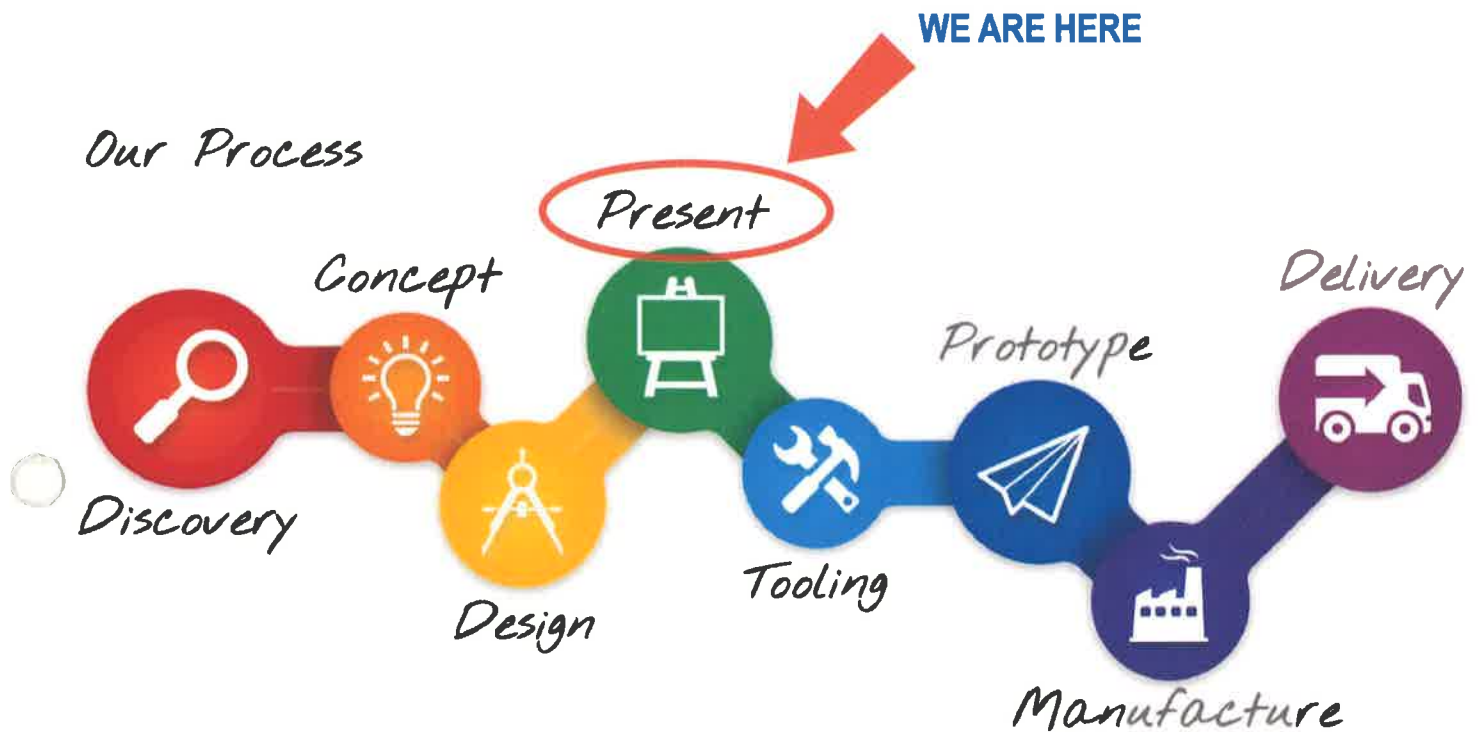 WE ARE HERE
Our Process
Present
Concept
Delivery
Prototype
Discovery
Tooling
Design
Manufacture